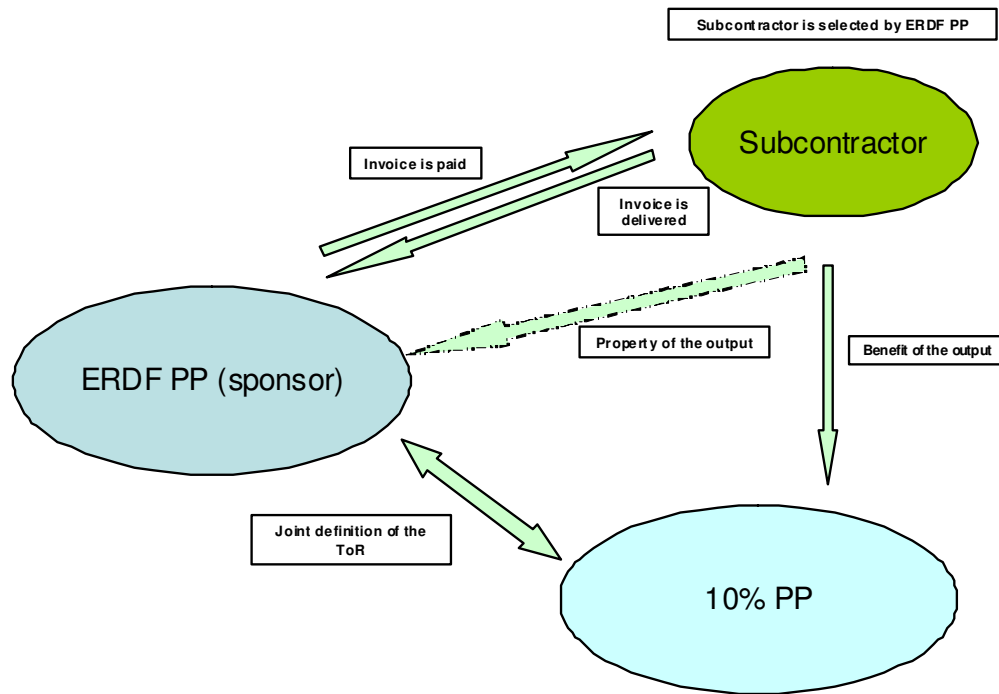 Subcontractor is selected by ERDF PP
Subcontractor
Invoice is paid
Invoice is
delivered
Property of the output
Benefit of the output
ERDF PP (sponsor)
Joint definition of the
ToR
10% PP